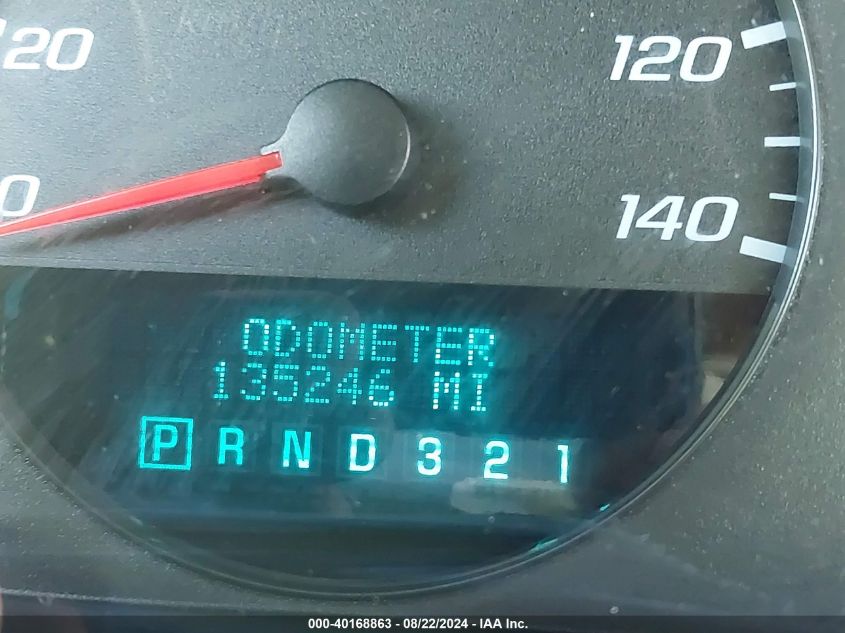 20
120
0
140
ODOMETER
135246 MI
P R N D 3 2 1
000-40168863 - 08/22/2024 - IAA Inc.